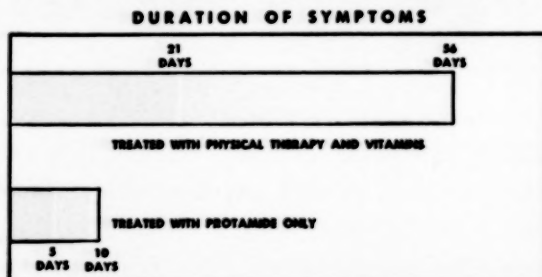 DURATION OF SYMPTOMS
21 56
DAYS DAYS
TREATED WITH PHYSICAL THERAPY AND VITAMINS
TREATED WITH PROTAMIDE ONLY
5 10
DAYS DAYS